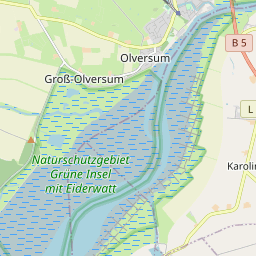 Olversum
B 5
Groß-Olversum
L
Naturschutzgebiet
Grüne Insel
mit Eiderwatt
Karolin